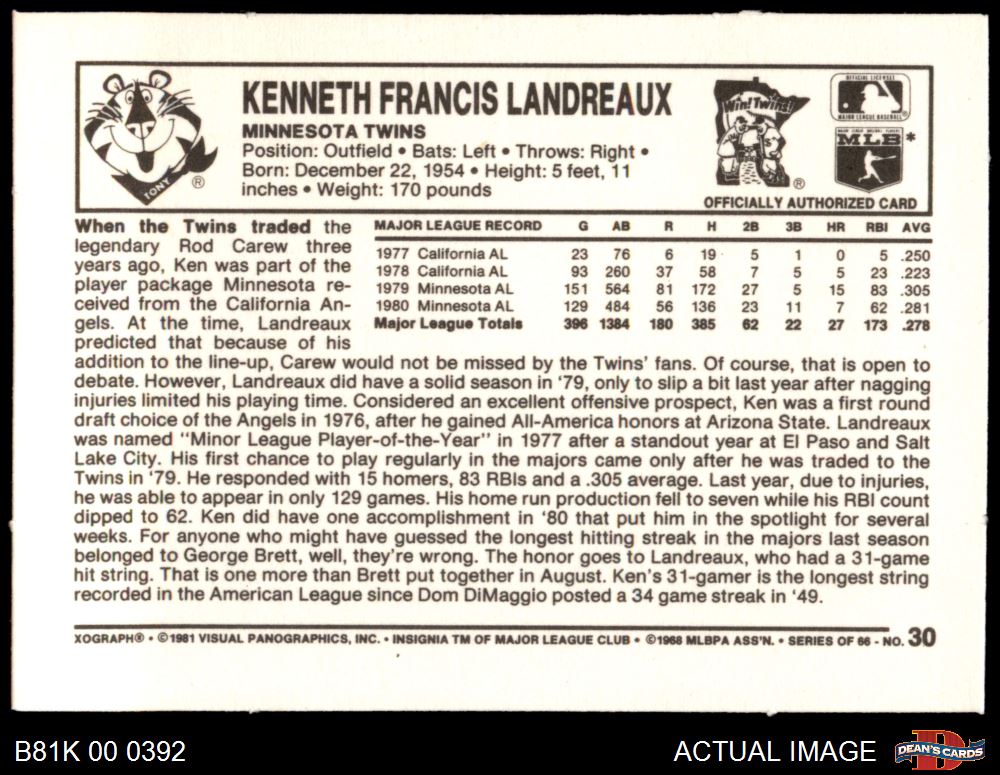 KENNETH FRANCIS LANDREAUX
MINNESOTA TWINS
Position: Outfield • Bats: Left • Throws: Right •
Born: December 22, 1954 • Height: 5 feet, 11
inches • Weight: 170 pounds
TONY
®
Win! Twins!
®
OFFICIAL LICENSEE
MAJOR LEAGUE BASEBALL
MAJOR LEAGUE BASEBALL PLAYERS
MLB *
OFFICIALLY AUTHORIZED CARD
When the Twins traded the
legendary Rod Carew three
years ago, Ken was part of the
player package Minnesota re-
ceived from the California An-
gels. At the time, Landreaux
predicted that because of his
MAJOR LEAGUE RECORD G AB R H 2B 3B HR RBI AVG
1977 California AL 23 76 6 19 5 1 0 5 .250
1978 California AL 93 260 37 58 7 5 5 23 .223
1979 Minnesota AL 151 564 81 172 27 5 15 83 .305
1980 Minnesota AL 129 484 56 136 23 11 7 62 .281
Major League Totals 396 1384 180 385 62 22 27 173 .278
addition to the line-up, Carew would not be missed by the Twins' fans. Of course, that is open to
debate. However, Landreaux did have a solid season in '79, only to slip a bit last year after nagging
injuries limited his playing time. Considered an excellent offensive prospect, Ken was a first round
draft choice of the Angels in 1976, after he gained All-America honors at Arizona State. Landreaux
was named "Minor League Player-of-the-Year" in 1977 after a standout year at El Paso and Salt
Lake City. His first chance to play regularly in the majors came only after he was traded to the
Twins in '79. He responded with 15 homers, 83 RBIs and a .305 average. Last year, due to injuries,
he was able to appear in only 129 games. His home run production fell to seven while his RBI count
dipped to 62. Ken did have one accomplishment in '80 that put him in the spotlight for several
weeks. For anyone who might have guessed the longest hitting streak in the majors last season
belonged to George Brett, well, they're wrong. The honor goes to Landreaux, who had a 31-game
hit string. That is one more than Brett put together in August. Ken's 31-gamer is the longest string
recorded in the American League since Dom DiMaggio posted a 34 game streak in '49.
XOGRAPH® • ©1981 VISUAL PANOGRAPHICS, INC. • INSIGNIA TM OF MAJOR LEAGUE CLUB • ©1968 MLBPA ASS'N. • SERIES OF 66 - NO. 30
B81K 00 0392
ACTUAL IMAGE
DEAN'S CARDS